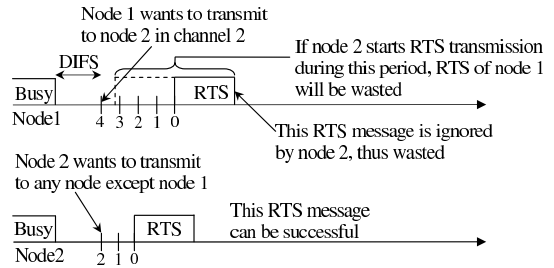 Node 1 wants to transmit
to node 2 in channel 2
DIFS
If node 2 starts RTS transmission
during this period, RTS of node 1
will be wasted
Busy
RTS
Node1
4 3 2 1 0
This RTS message is ignored
by node 2, thus wasted
Node 2 wants to transmit
to any node except node 1
This RTS message
can be successful
Busy
RTS
Node2
2 1 0